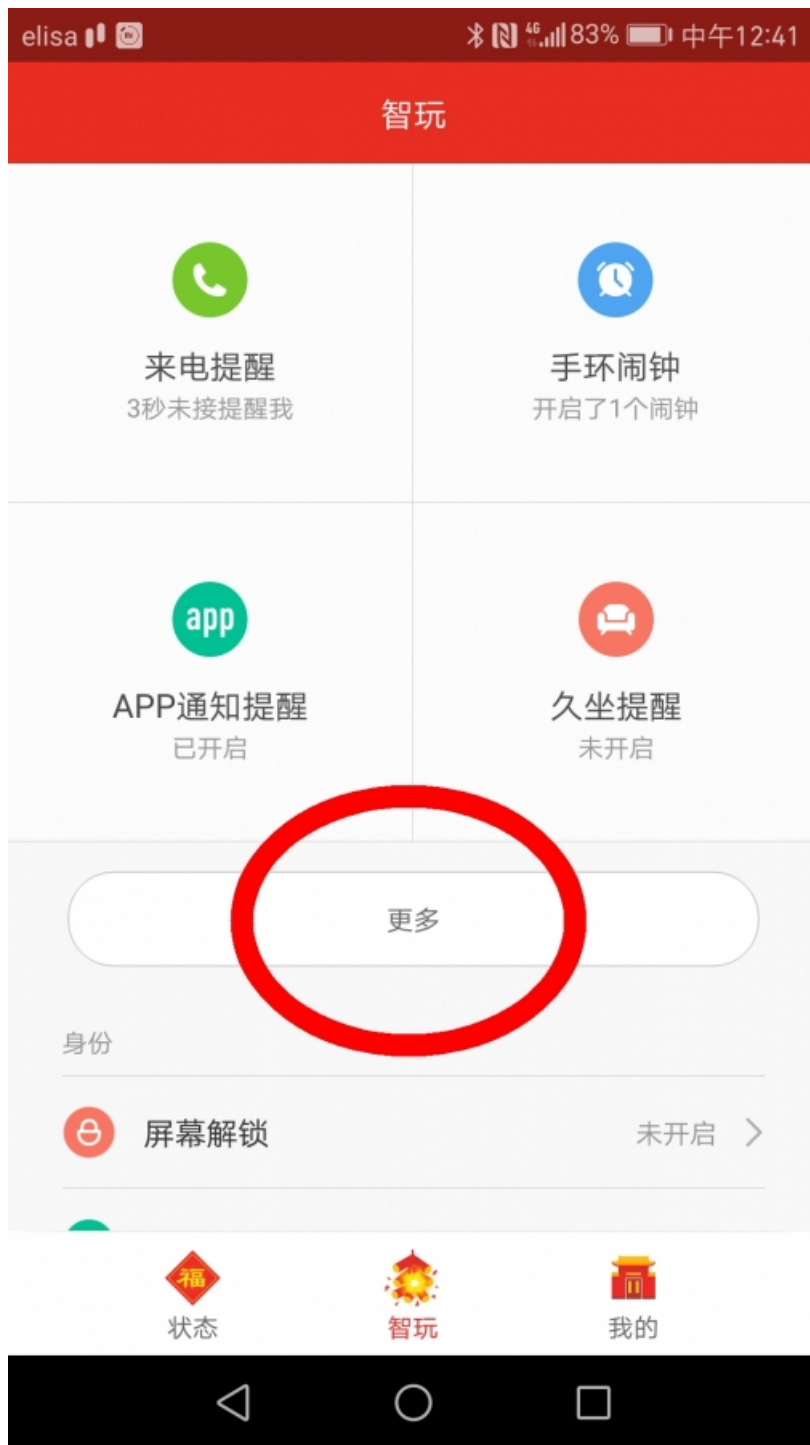 elisa 4G 83% 中午12:41
智玩
来电提醒 手环闹钟
3秒未接提醒我 开启了1个闹钟
app
APP通知提醒 久坐提醒
已开启 未开启
更多
身份
屏幕解锁 未开启
福
状态 智玩 我的